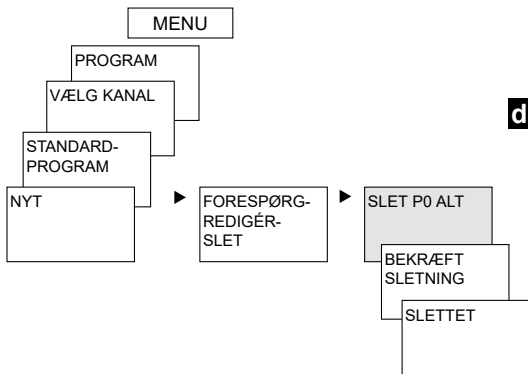 MENU
PROGRAM
VÆLG KANAL
STANDARD-
PROGRAM
NYT
FORESPØRG-
REDIGÉR-
SLET
SLET P0 ALT
BEKRÆFT
SLETNING
SLETTET
d